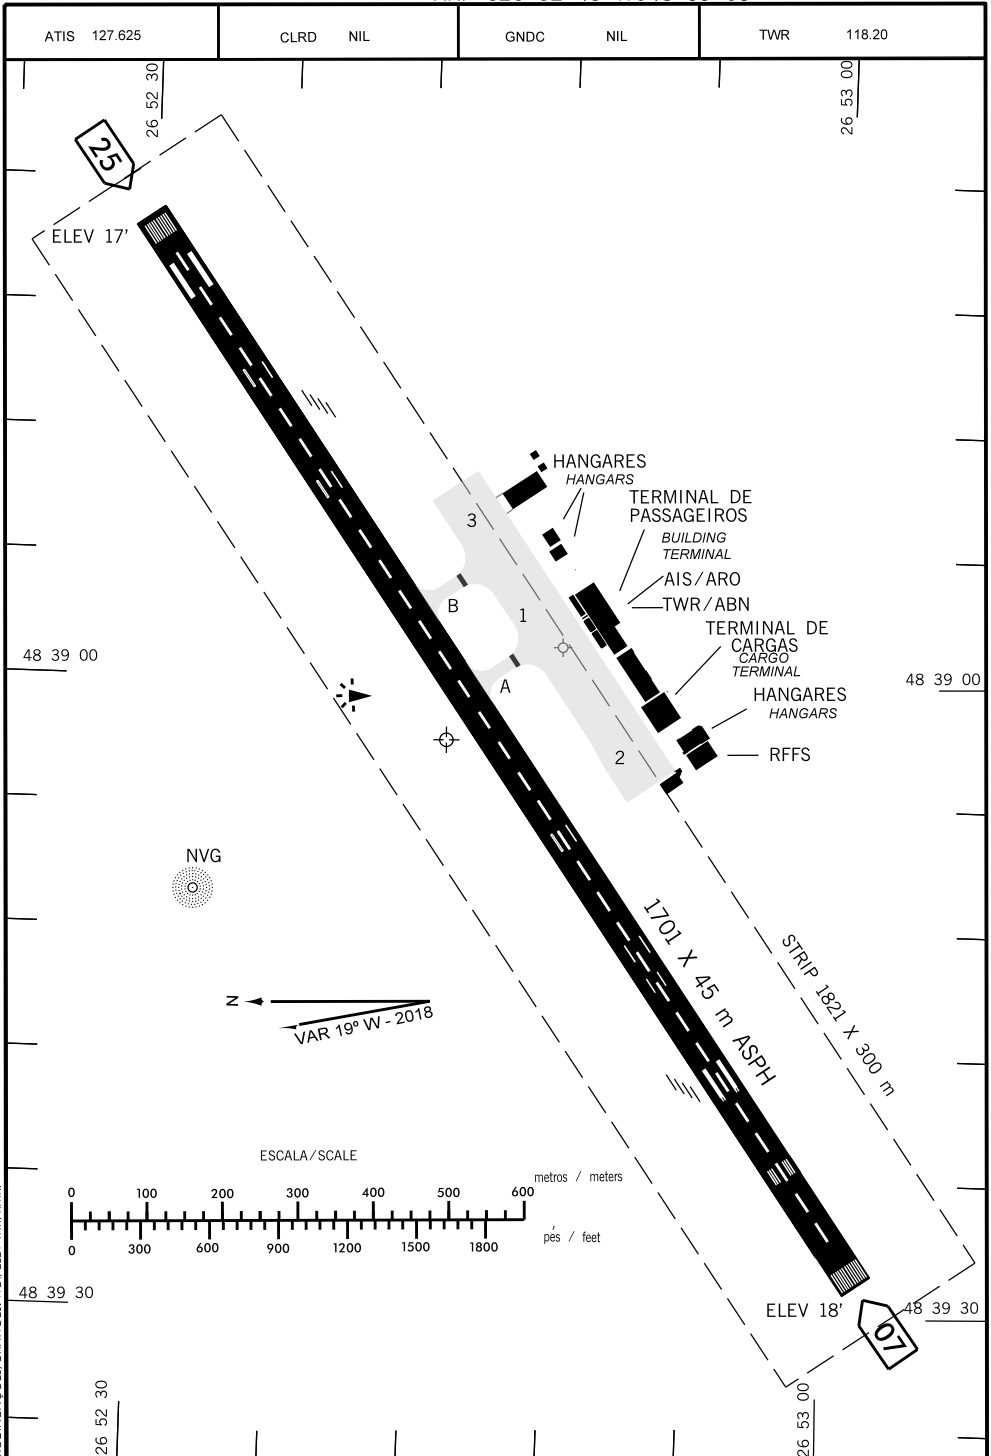 ATIS 127.625
CLRD NIL
GNDC NIL
TWR 118.20
26 52 30
26 53 00
25
ELEV 17'
HANGARES
HANGARS
3
TERMINAL DE
PASSAGEIROS
BUILDING
TERMINAL
AIS/ARO
B
1
TWR/ABN
TERMINAL DE
CARGAS
CARGO
TERMINAL
48 39 00
A
48 39 00
HANGARES
HANGARS
2
RFFS
NVG
1701 X 45 m ASPH
STRIP 1821 X 300 m
N
VAR 19º W - 2018
ESCALA/SCALE
metros / meters
0 100 200 300 400 500 600
pés / feet
0 300 600 900 1200 1500 1800
48 39 30
ELEV 18'
48 39 30
07
26 52 30
26 53 00